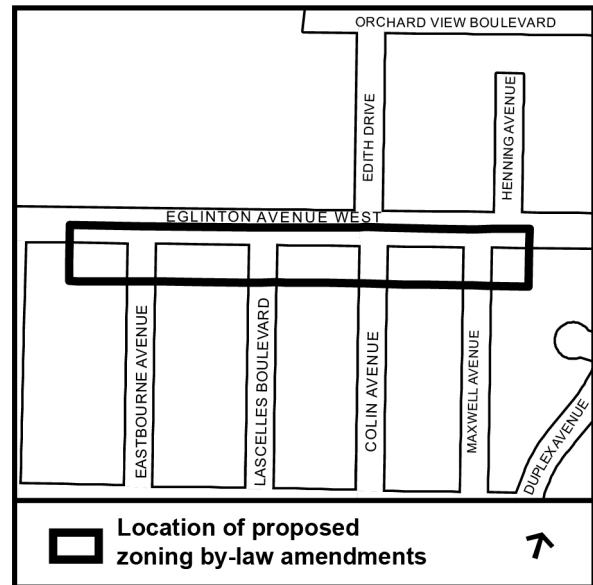 ORCHARD VIEW BOULEVARD
EDITH DRIVE
HENNING AVENUE
EGLINTON AVENUE WEST
EASTBOURNE AVENUE
LASCELLES BOULEVARD
COLIN AVENUE
MAXWELL AVENUE
DUPLEX AVENUE
Location of proposed
zoning by-law amendments